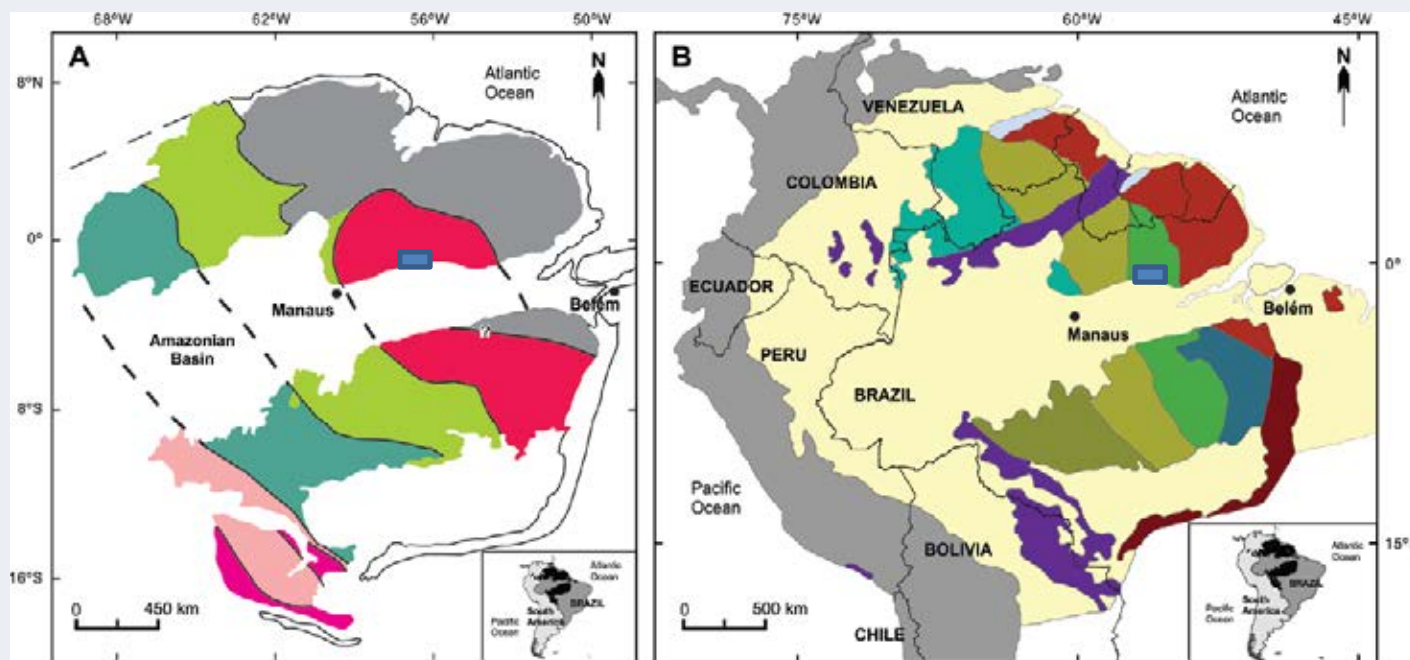 68°W 62°W 56°W 50°W
A
N
Atlantic
Ocean
8°N
0°
8°S
16°S
Manaus
Belém
Amazonian
Basin
?
0 450 km
Atlantic
Ocean
BRAZIL
South
America
Pacific
Ocean
75°W 60°W 45°W
B
N
VENEZUELA
Atlantic
Ocean
COLOMBIA
0°
ECUADOR
Belém
Manaus
PERU
BRAZIL
Pacific
Ocean
BOLIVIA
15°S
0 500 km
CHILE
Atlantic
Ocean
BRAZIL
South
America
Pacific
Ocean